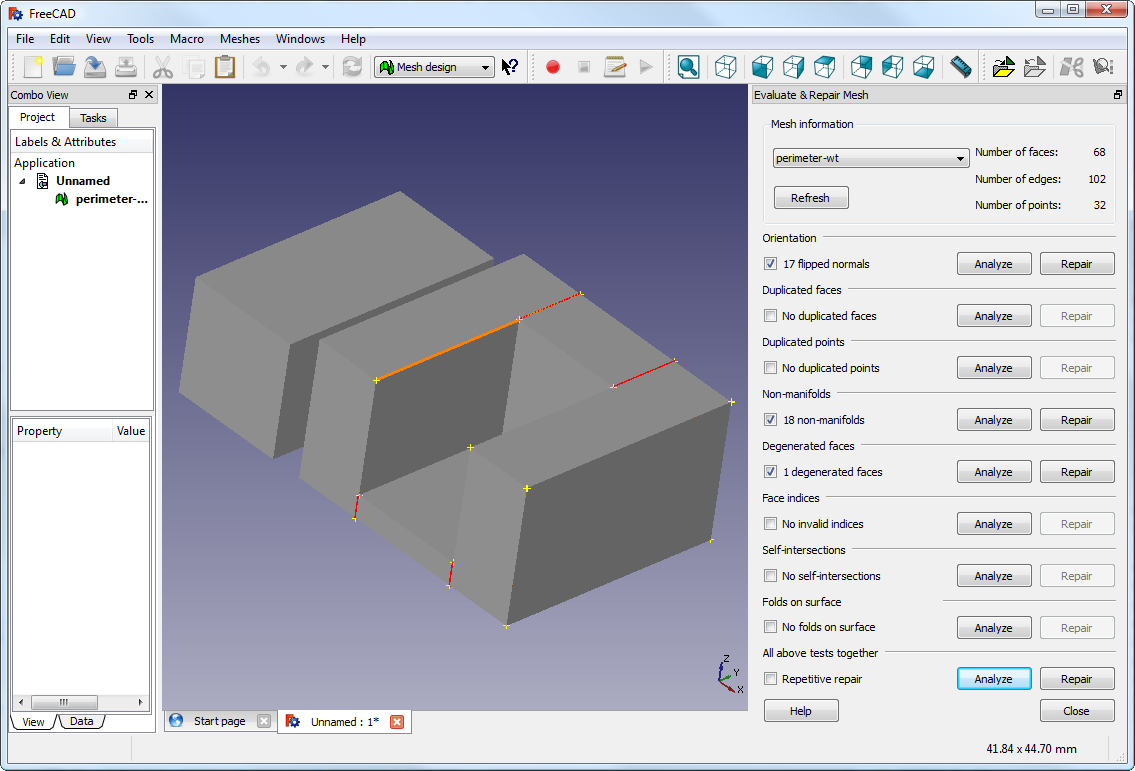 FreeCAD
File Edit View Tools Macro Meshes Windows Help
Mesh design
Combo View
Project Tasks
Labels & Attributes
Application
Unnamed
perimeter-...
Property Value
View Data
Z
Y
X
Start page
Unnamed : 1*
Evaluate & Repair Mesh
Mesh information
perimeter-wt
Number of faces: 68
Number of edges: 102
Refresh
Number of points: 32
Orientation
17 flipped normals Analyze Repair
Duplicated faces
No duplicated faces Analyze Repair
Duplicated points
No duplicated points Analyze Repair
Non-manifolds
18 non-manifolds Analyze Repair
Degenerated faces
1 degenerated faces Analyze Repair
Face indices
No invalid indices Analyze Repair
Self-intersections
No self-intersections Analyze Repair
Folds on surface
No folds on surface Analyze Repair
All above tests together
Repetitive repair Analyze Repair
Help Close
41.84 x 44.70 mm